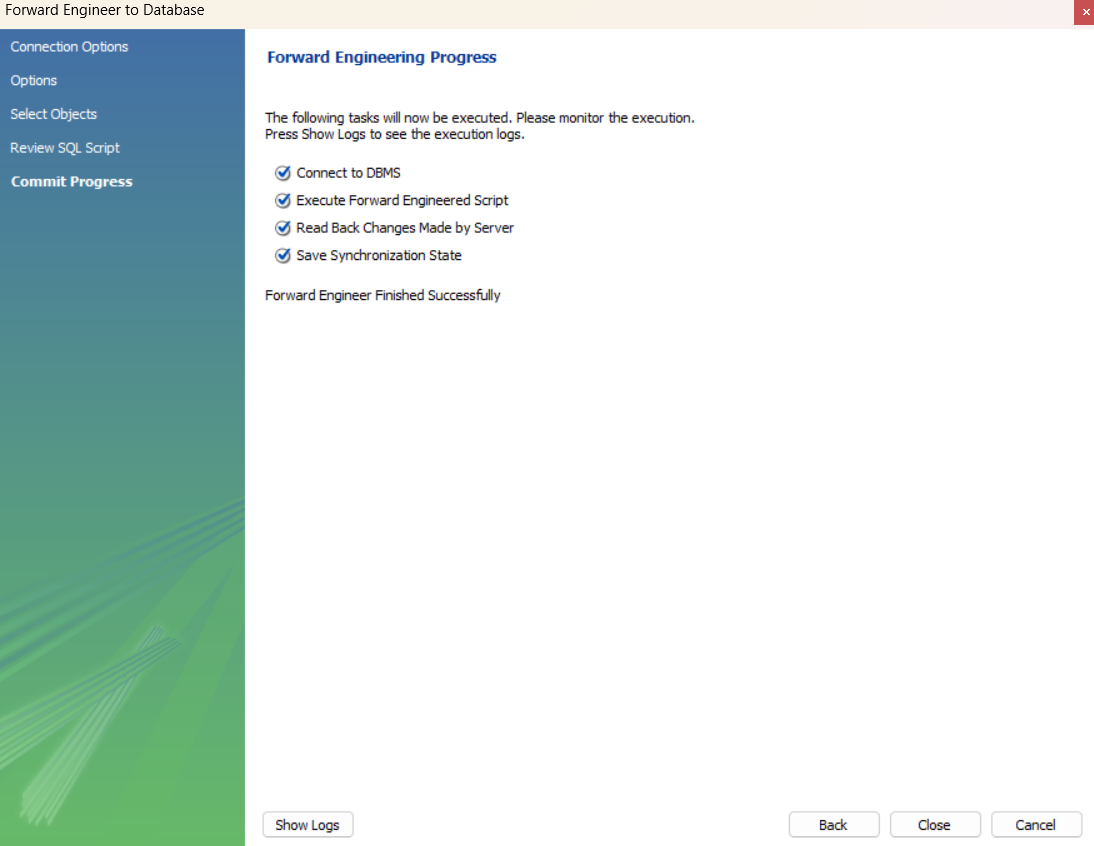 Forward Engineer to Database
Connection Options
Options
Select Objects
Review SQL Script
Commit Progress
Forward Engineering Progress
The following tasks will now be executed. Please monitor the execution.
Press Show Logs to see the execution logs.
Connect to DBMS
Execute Forward Engineered Script
Read Back Changes Made by Server
Save Synchronization State
Forward Engineer Finished Successfully
Show Logs
Back
Close
Cancel